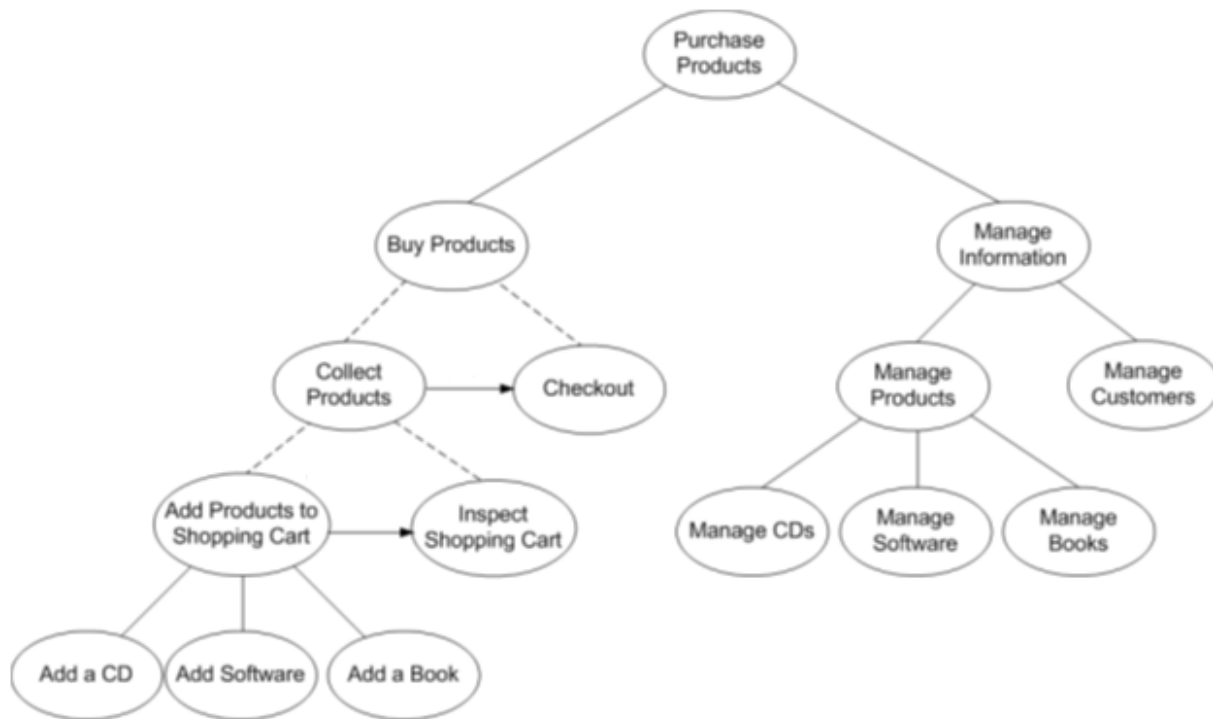 Purchase
Products
Buy Products
Manage
Information
Collect
Products
Checkout
Manage
Products
Manage
Customers
Add Products to
Shopping Cart
Inspect
Shopping Cart
Manage CDs
Manage
Software
Manage
Books
Add a CD
Add Software
Add a Book